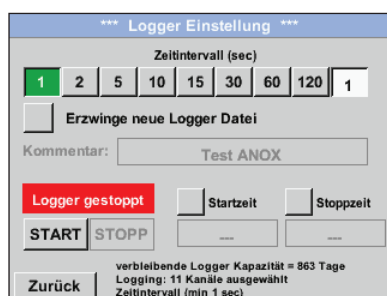 *** Logger Einstellung ***
Zeitintervall (sec)
1 2 5 10 15 30 60 120 1
Erzwinge neue Logger Datei
Kommentar: Test ANOX
Logger gestoppt Startzeit Stoppzeit
START STOPP --- ---
Zurück
verbleibende Logger Kapazität = 863 Tage
Logging: 11 Kanäle ausgewählt
Zeitintervall (min 1 sec)